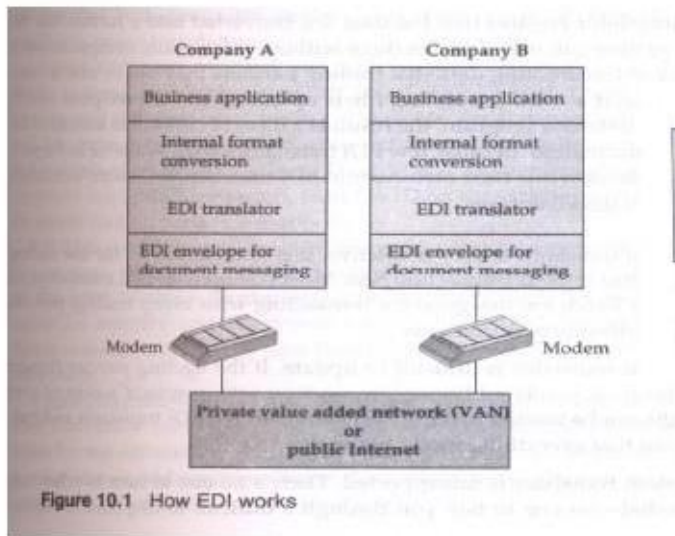 Company A
Business application
Internal format
conversion
EDI translator
EDI envelope for
document messaging
Company B
Business application
Internal format
conversion
EDI translator
EDI envelope for
document messaging
Modem
Modem
Private value added network (VAN)
or
public Internet
Figure 10.1 How EDI works